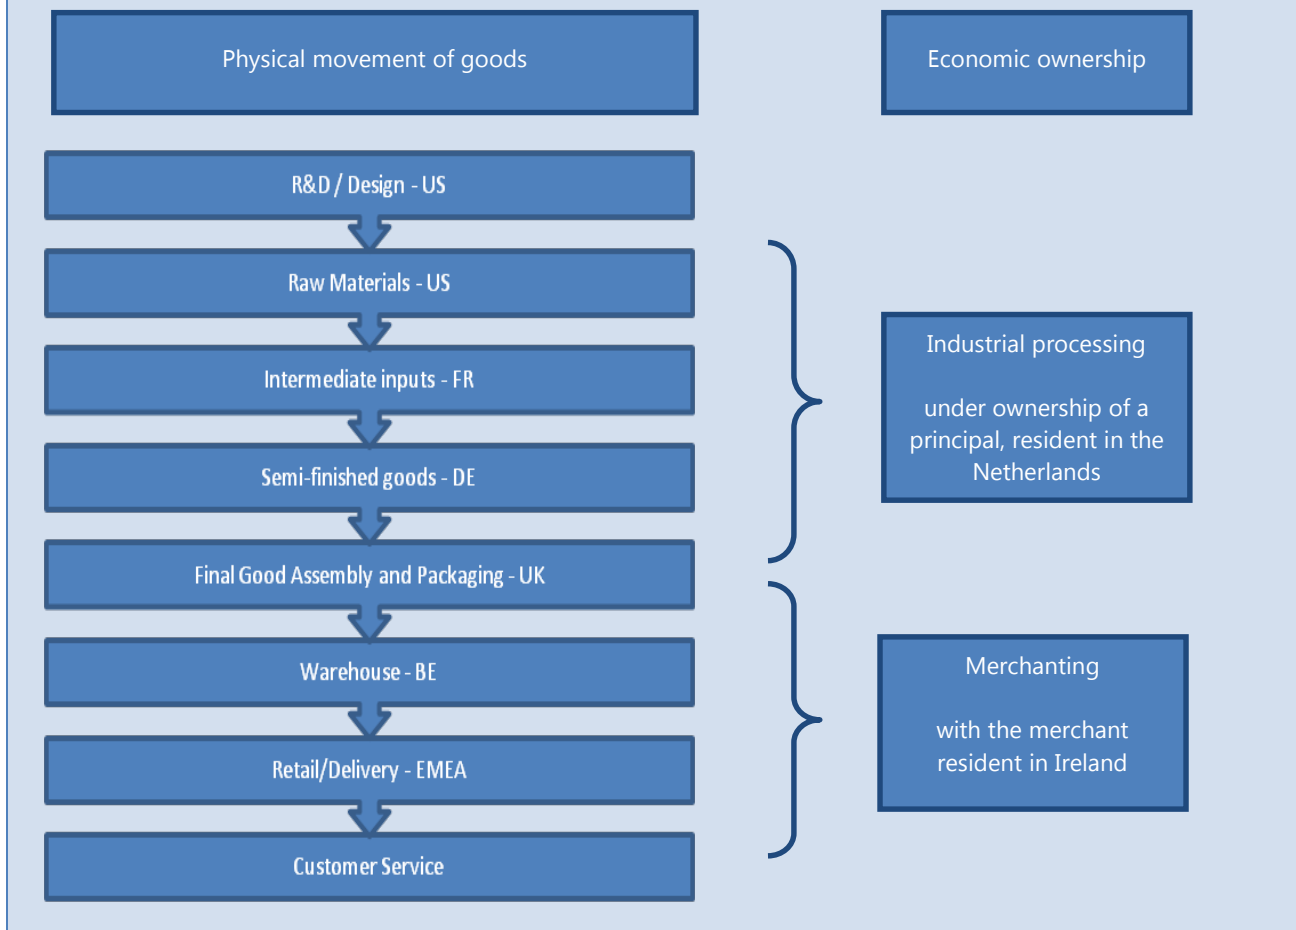 Physical movement of goods
Economic ownership
R&D / Design - US
Raw Materials - US
Intermediate inputs - FR
Semi-finished goods - DE
Final Good Assembly and Packaging - UK
Warehouse - BE
Retail/Delivery - EMEA
Customer Service
Industrial processing
under ownership of a
principal, resident in the
Netherlands
Merchanting
with the merchant
resident in Ireland